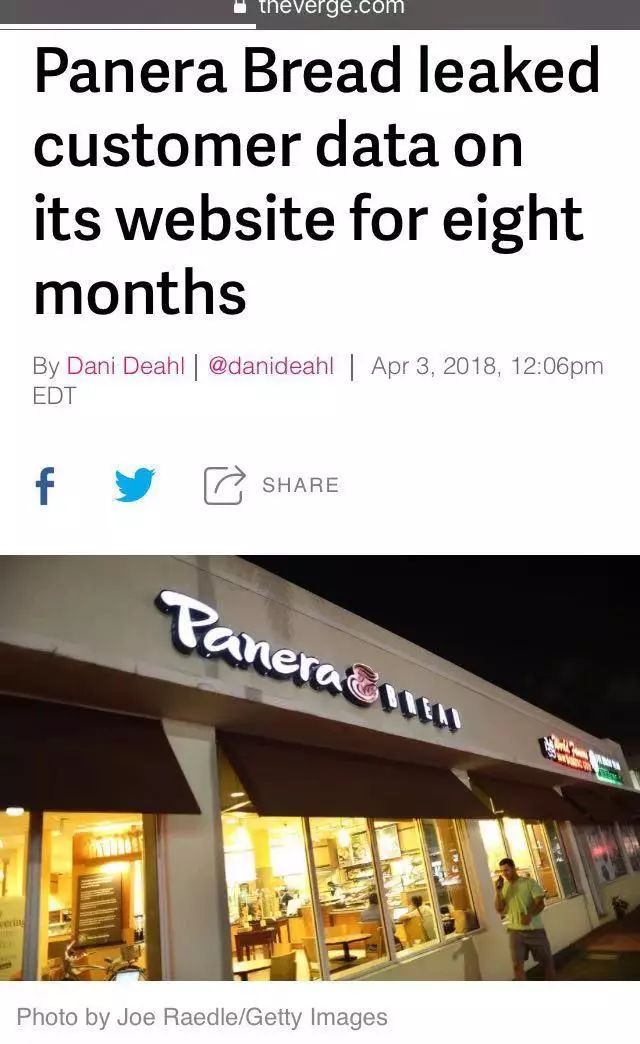 theverge.com
Panera Bread leaked
customer data on
its website for eight
months
By Dani Deahl | @danideahl | Apr 3, 2018, 12:06pm
EDT
SHARE
Panera BREAD
Photo by Joe Raedle/Getty Images